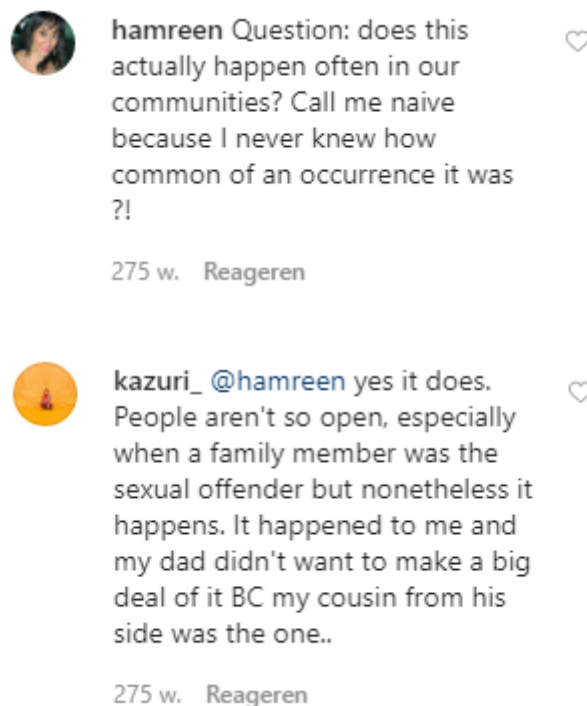 hamreen Question: does this
actually happen often in our
communities? Call me naive
because I never knew how
common of an occurrence it was
?!
275 w. Reageren
kazuri_ @hamreen yes it does.
People aren't so open, especially
when a family member was the
sexual offender but nonetheless it
happens. It happened to me and
my dad didn't want to make a big
deal of it BC my cousin from his
side was the one..
275 w. Reageren